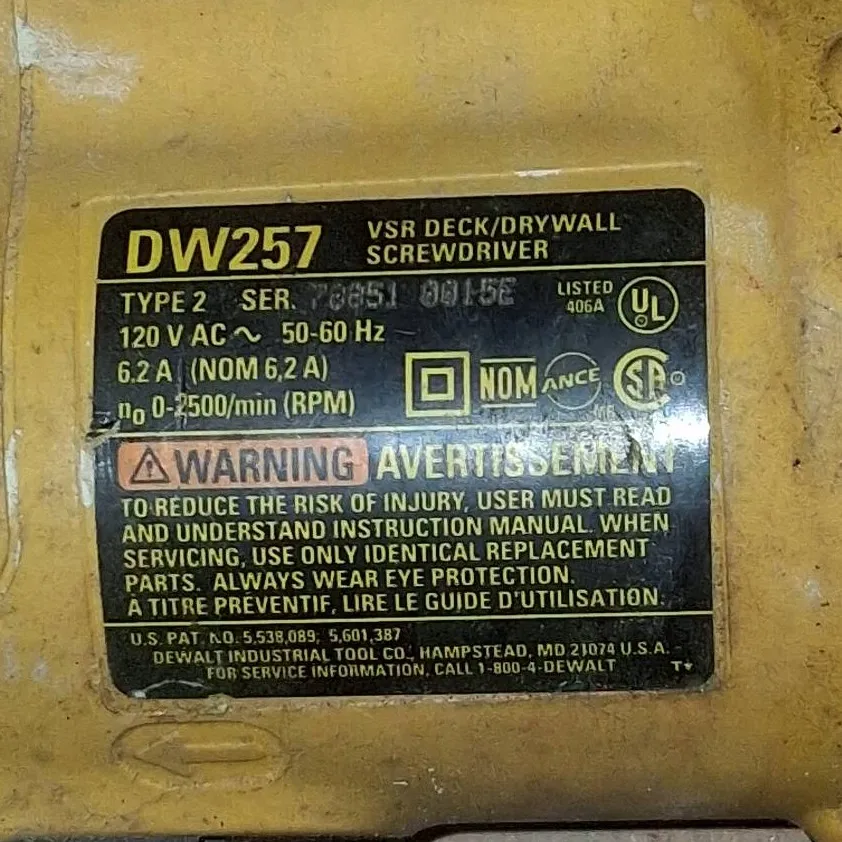 DW257
VSR DECK/DRYWALL
SCREWDRIVER
TYPE 2 SER.
LISTED
406A
UL
120 V AC ~ 50-60 Hz
6.2 A (NOM 6,2 A)
NOM ANCE
n₀ 0-2500/min (RPM)
WARNING AVERTISSEMENT
TO REDUCE THE RISK OF INJURY, USER MUST READ
AND UNDERSTAND INSTRUCTION MANUAL. WHEN
SERVICING, USE ONLY IDENTICAL REPLACEMENT
PARTS. ALWAYS WEAR EYE PROTECTION.
À TITRE PRÉVENTIF, LIRE LE GUIDE D'UTILISATION.
U.S. PAT. NO. 5,538,089; 5,601,387
DEWALT INDUSTRIAL TOOL CO., HAMPSTEAD, MD 21074 U.S.A.
FOR SERVICE INFORMATION, CALL 1-800-4-DEWALT